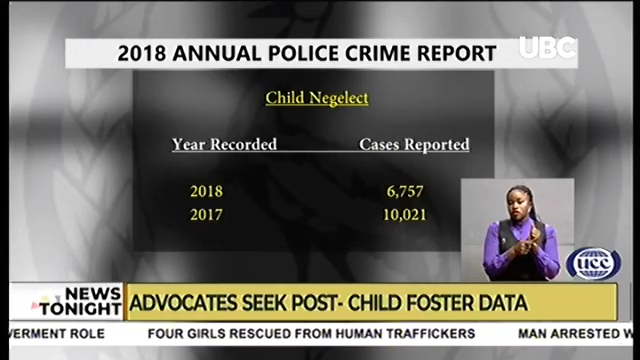 2018 ANNUAL POLICE CRIME REPORT
UBC
Child Negelect
Year Recorded Cases Reported
2018 6,757
2017 10,021
ucc
NEWS
TONIGHT
ADVOCATES SEEK POST- CHILD FOSTER DATA
VERMENT ROLE FOUR GIRLS RESCUED FROM HUMAN TRAFFICKERS MAN ARRESTED W